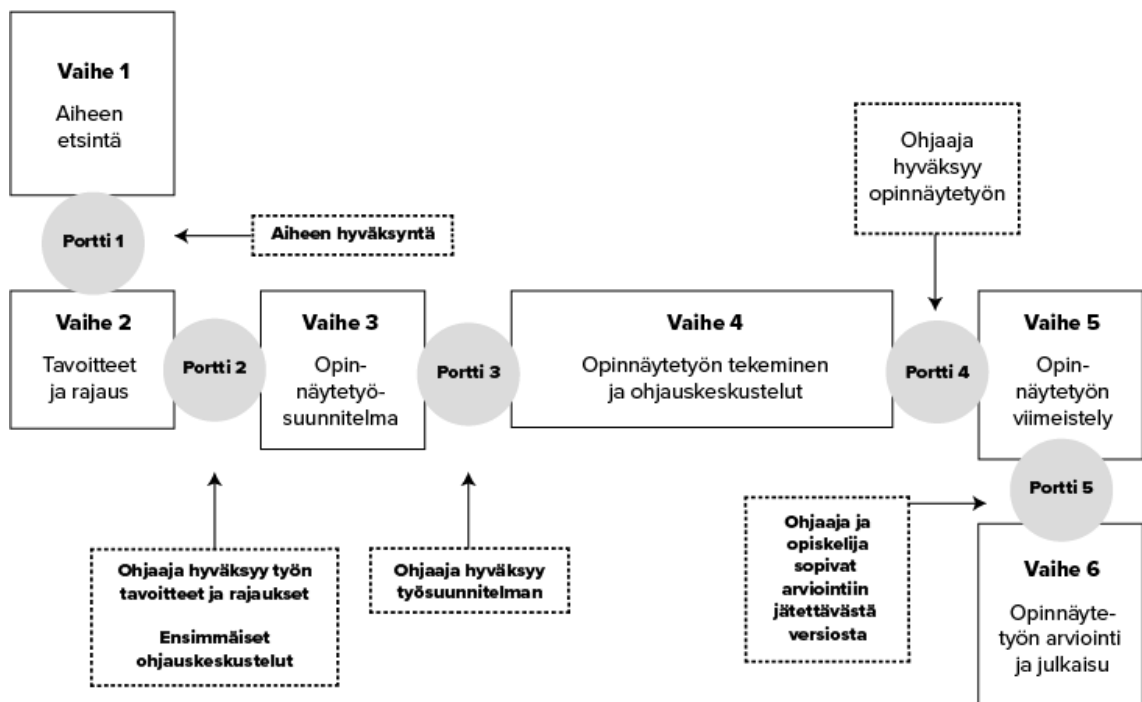 Vaihe 1
Aiheen
etsintä
Portti 1
Aiheen hyväksyntä
Vaihe 2
Tavoitteet
ja rajaus
Portti 2
Ohjaaja hyväksyy työn
tavoitteet ja rajaukset
Ensimmäiset
ohjauskeskustelut
Vaihe 3
Opin-
näytetyö-
suunnitelma
Portti 3
Ohjaaja hyväksyy
työsuunnitelman
Vaihe 4
Opinnäytetyön tekeminen
ja ohjauskeskustelut
Ohjaaja
hyväksyy
opinnäytetyön
Portti 4
Vaihe 5
Opin-
näytetyön
viimeistely
Portti 5
Ohjaaja ja
opiskelija
sopivat
arviointiin
jätettävästä
versiosta
Vaihe 6
Opinnäyte-
työn arviointi
ja julkaisu